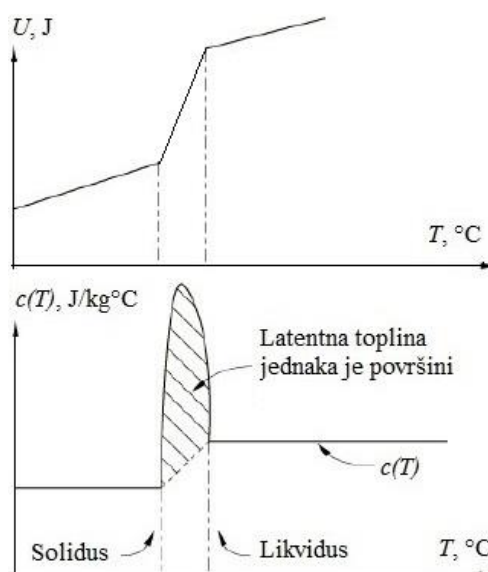 U, J
T, °C
c(T), J/kg°C
Latentna toplina
jednaka je površini
c(T)
Solidus
Likvidus
T, °C